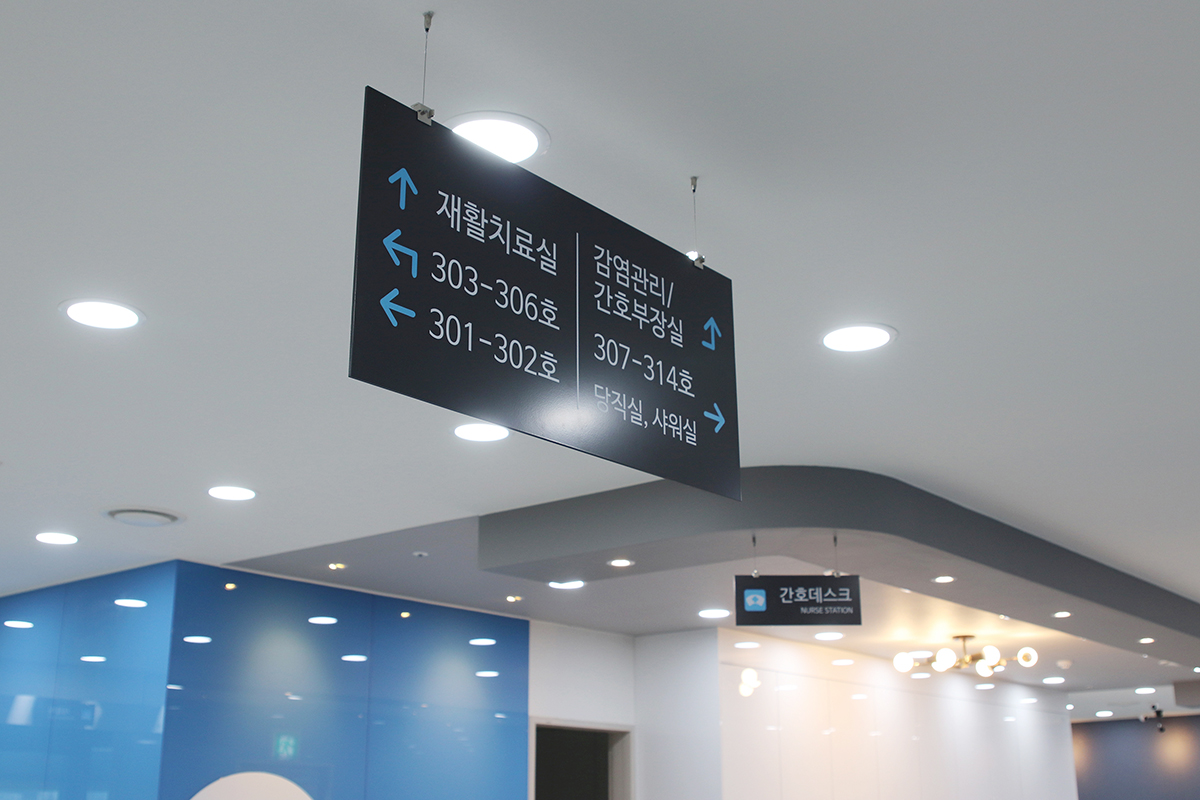 재활치료실
303-306호
301-302호
감염관리/
간호부장실
307-314호
당직실, 샤워실
간호데스크
NURSE STATION